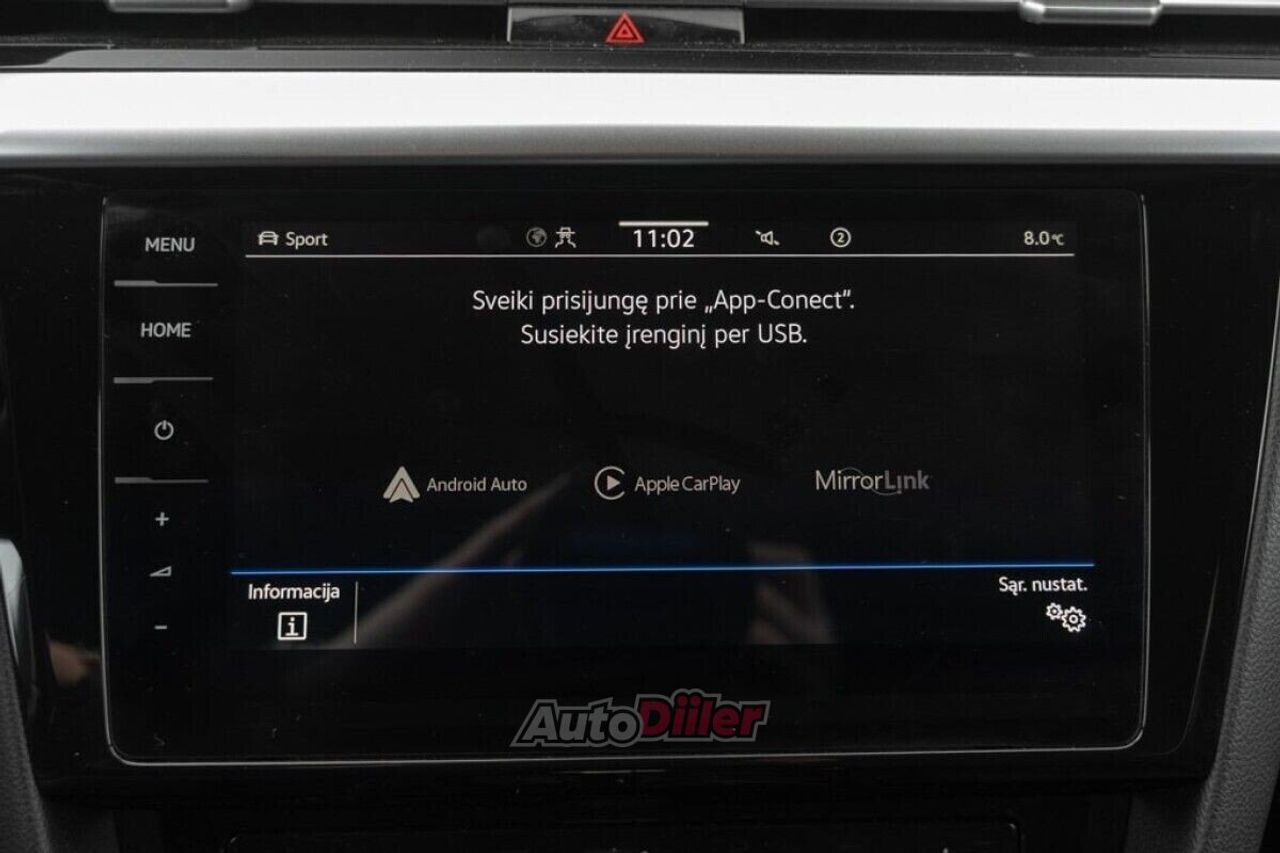 MENU
Sport
11:02
2
8.0°C
HOME
Sveiki prisijungę prie „App-Conect“.
Susiekite įrenginį per USB.
Android Auto
Apple CarPlay
MirrorLink
+
-
Informacija
i
Sąr. nustat.
AutoDiiler